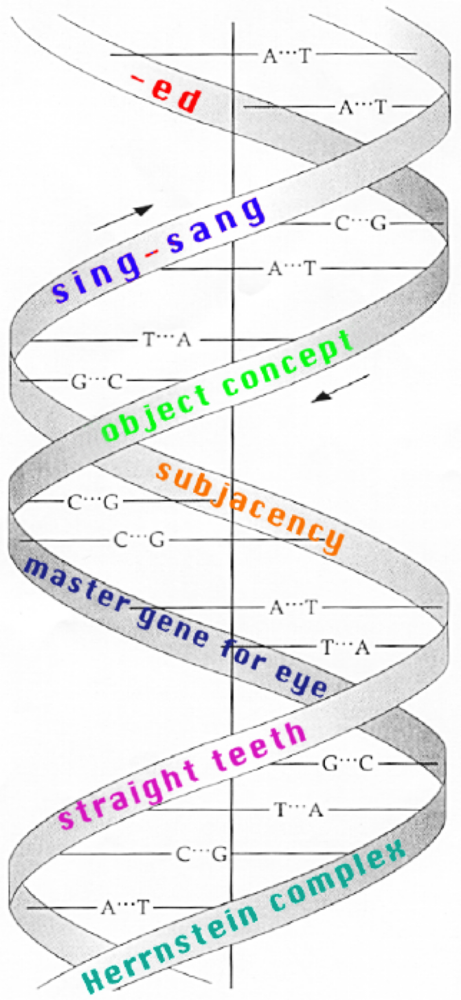 A···T
-ed
A···T
sing-sang
C···G
A···T
T···A
object concept
G···C
subjacency
C···G
C···G
master gene for eye
A···T
T···A
straight teeth
G···C
T···A
C···G
Herrnstein complex
A···T